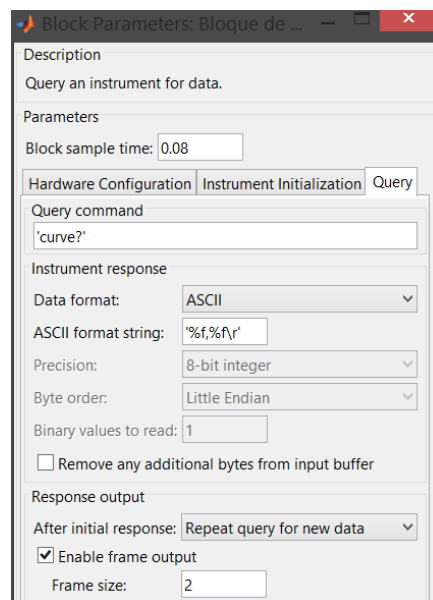 Block Parameters: Bloque de ...
Description
Query an instrument for data.
Parameters
Block sample time: 0.08
Hardware Configuration Instrument Initialization Query
Query command
'curve?'
Instrument response
Data format: ASCII
ASCII format string: '%f,%f\r'
Precision: 8-bit integer
Byte order: Little Endian
Binary values to read: 1
Remove any additional bytes from input buffer
Response output
After initial response: Repeat query for new data
Enable frame output
Frame size: 2